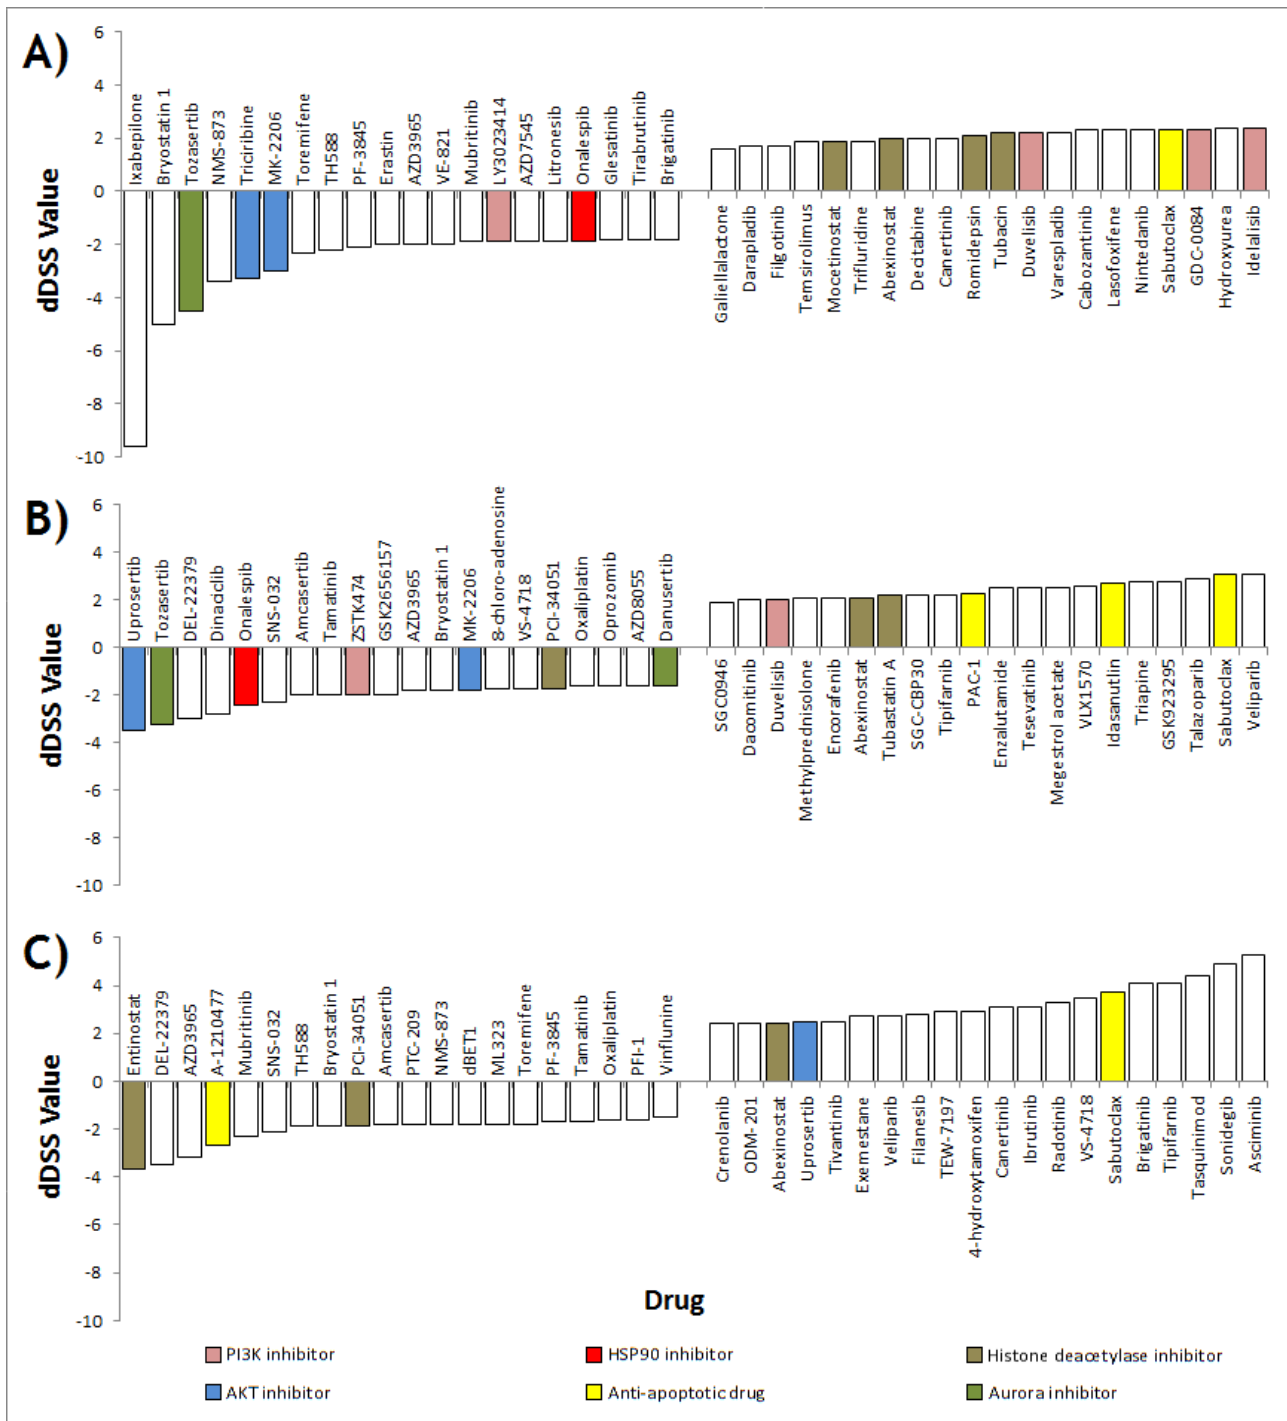 A)
dDSS Value
6
4
2
0
-2
-4
-6
-8
-10
Ixabepilone
Bryostatin 1
Tozasertib
NMS-873
Triciribine
MK-2206
Toremifene
TH588
PF-3845
Erastin
AZD3965
VE-821
Mubritinib
LY3023414
AZD7545
Litronesib
Onalespib
Glesatinib
Tirabrutinib
Brigatinib
Galiellalactone
Darapladib
Filgotinib
Temsirolimus
Mocetinostat
Trifluridine
Abexinostat
Decitabine
Canertinib
Romidepsin
Tubacin
Duvelisib
Varespladib
Cabozantinib
Lasofoxifene
Nintedanib
Sabutoclax
GDC-0084
Hydroxyurea
Idelalisib
B)
dDSS Value
6
4
2
0
-2
-4
-6
-8
-10
Uprosertib
Tozasertib
DEL-22379
Dinaciclib
Onalespib
SNS-032
Amcasertib
Tamatinib
ZSTK474
GSK2656157
AZD3965
Bryostatin 1
MK-2206
8-chloro-adenosine
VS-4718
PCI-34051
Oxaliplatin
Oprozomib
AZD8055
Danusertib
SGC0946
Dacomitinib
Duvelisib
Methylprednisolone
Encorafenib
Abexinostat
Tubastatin A
SGC-CBP30
Tipifarnib
PAC-1
Enzalutamide
Tesevatinib
Megestrol acetate
VLX1570
Idasanutlin
Triapine
GSK923295
Talazoparib
Sabutoclax
Veliparib
C)
dDSS Value
6
4
2
0
-2
-4
-6
-8
-10
Entinostat
DEL-22379
AZD3965
A-1210477
Mubritinib
SNS-032
TH588
Bryostatin 1
PCI-34051
Amcasertib
PTC-209
NMS-873
dBET1
ML323
Toremifene
PF-3845
Tamatinib
Oxaliplatin
PFI-1
Vinflunine
Crenolanib
ODM-201
Abexinostat
Uprosertib
Tivantinib
Exemestane
Veliparib
Filanesib
TEW-7197
4-hydroxytamoxifen
Canertinib
Ibrutinib
Radotinib
VS-4718
Sabutoclax
Brigatinib
Tipifarnib
Tasquinimod
Sonidegib
Asciminib
Drug
PI3K inhibitor
HSP90 inhibitor
Histone deacetylase inhibitor
AKT inhibitor
Anti-apoptotic drug
Aurora inhibitor